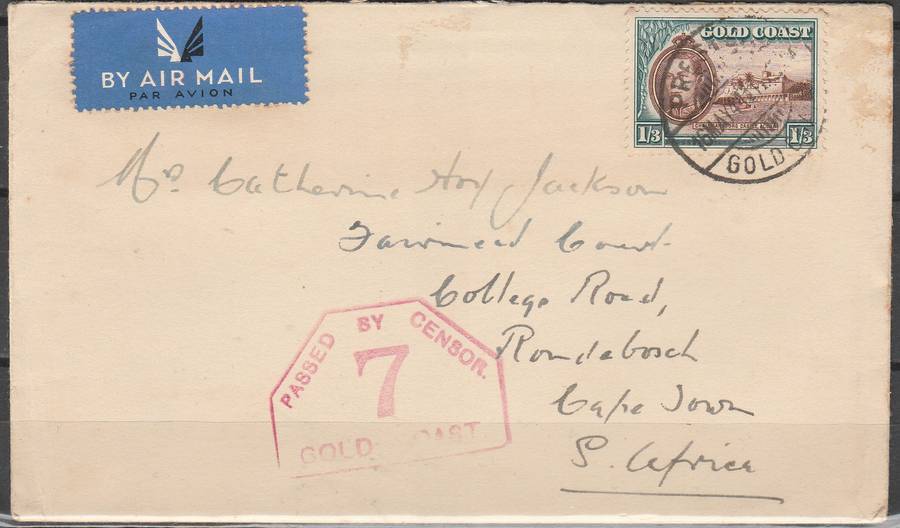 BY AIR MAIL
PAR AVION
GOLD COAST
1/3 1/3
GOLD
Mrs Catherine Hoy Jackson
Fairmead Court
College Road,
Rondebosch
Cape Town
S. Africa
PASSED BY CENSOR.
7
GOLD COAST